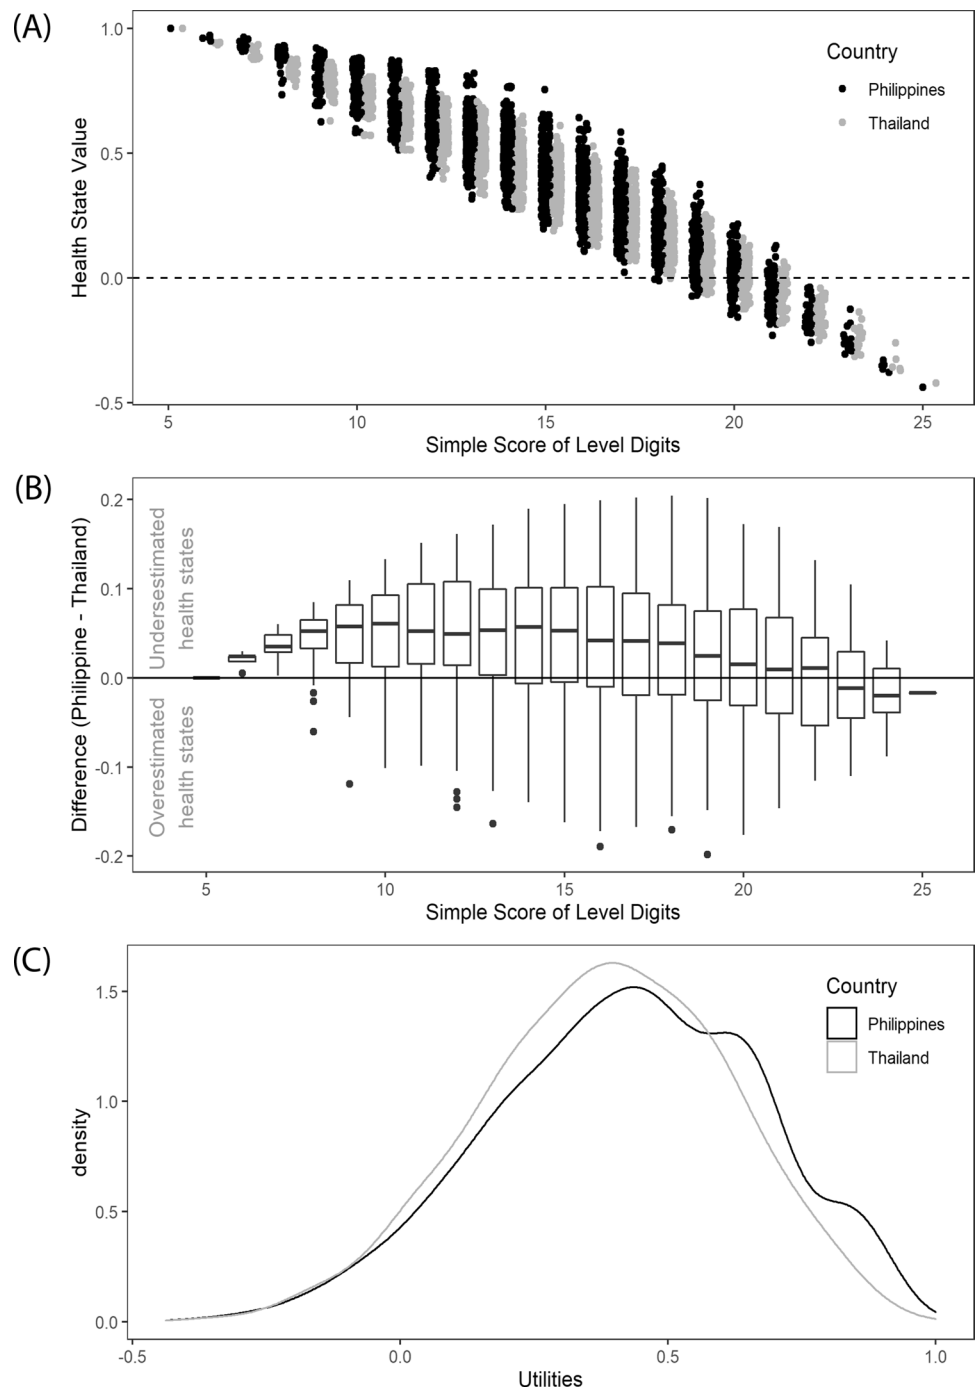 (A)
1.0
0.5
0.0
-0.5
Health State Value
Country
Philippines
Thailand
5
10
15
20
25
Simple Score of Level Digits
(B)
0.2
0.1
0.0
-0.1
-0.2
Difference (Philippine - Thailand)
Undersestimated
health states
Overestimated
health states
5
10
15
20
25
Simple Score of Level Digits
(C)
1.5
1.0
0.5
0.0
density
Country
Philippines
Thailand
-0.5
0.0
0.5
1.0
Utilities